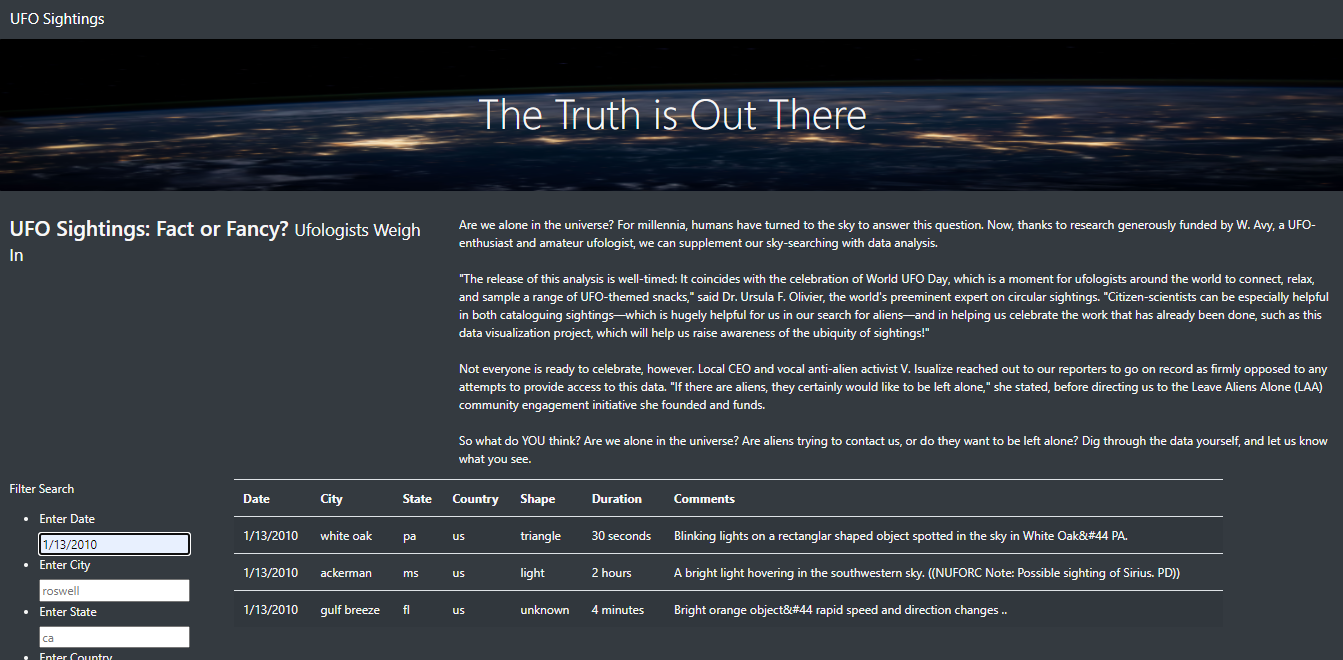 UFO Sightings
The Truth is Out There
UFO Sightings: Fact or Fancy? Ufologists Weigh
In
Are we alone in the universe? For millennia, humans have turned to the sky to answer this question. Now, thanks to research generously funded by W. Avy, a UFO-
enthusiast and amateur ufologist, we can supplement our sky-searching with data analysis.
"The release of this analysis is well-timed: It coincides with the celebration of World UFO Day, which is a moment for ufologists around the world to connect, relax,
and sample a range of UFO-themed snacks," said Dr. Ursula F. Olivier, the world's preeminent expert on circular sightings. "Citizen-scientists can be especially helpful
in both cataloguing sightings—which is hugely helpful for us in our search for aliens—and in helping us celebrate the work that has already been done, such as this
data visualization project, which will help us raise awareness of the ubiquity of sightings!"
Not everyone is ready to celebrate, however. Local CEO and vocal anti-alien activist V. Isualize reached out to our reporters to go on record as firmly opposed to any
attempts to provide access to this data. "If there are aliens, they certainly would like to be left alone," she stated, before directing us to the Leave Aliens Alone (LAA)
community engagement initiative she founded and funds.
So what do YOU think? Are we alone in the universe? Are aliens trying to contact us, or do they want to be left alone? Dig through the data yourself, and let us know
what you see.
Filter Search
Enter Date
1/13/2010
Enter City
roswell
Enter State
ca
Enter Country
Date City State Country Shape Duration Comments
1/13/2010 white oak pa us triangle 30 seconds Blinking lights on a rectanglar shaped object spotted in the sky in White Oak&#44 PA.
1/13/2010 ackerman ms us light 2 hours A bright light hovering in the southwestern sky. ((NUFORC Note: Possible sighting of Sirius. PD))
1/13/2010 gulf breeze fl us unknown 4 minutes Bright orange object&#44 rapid speed and direction changes ..